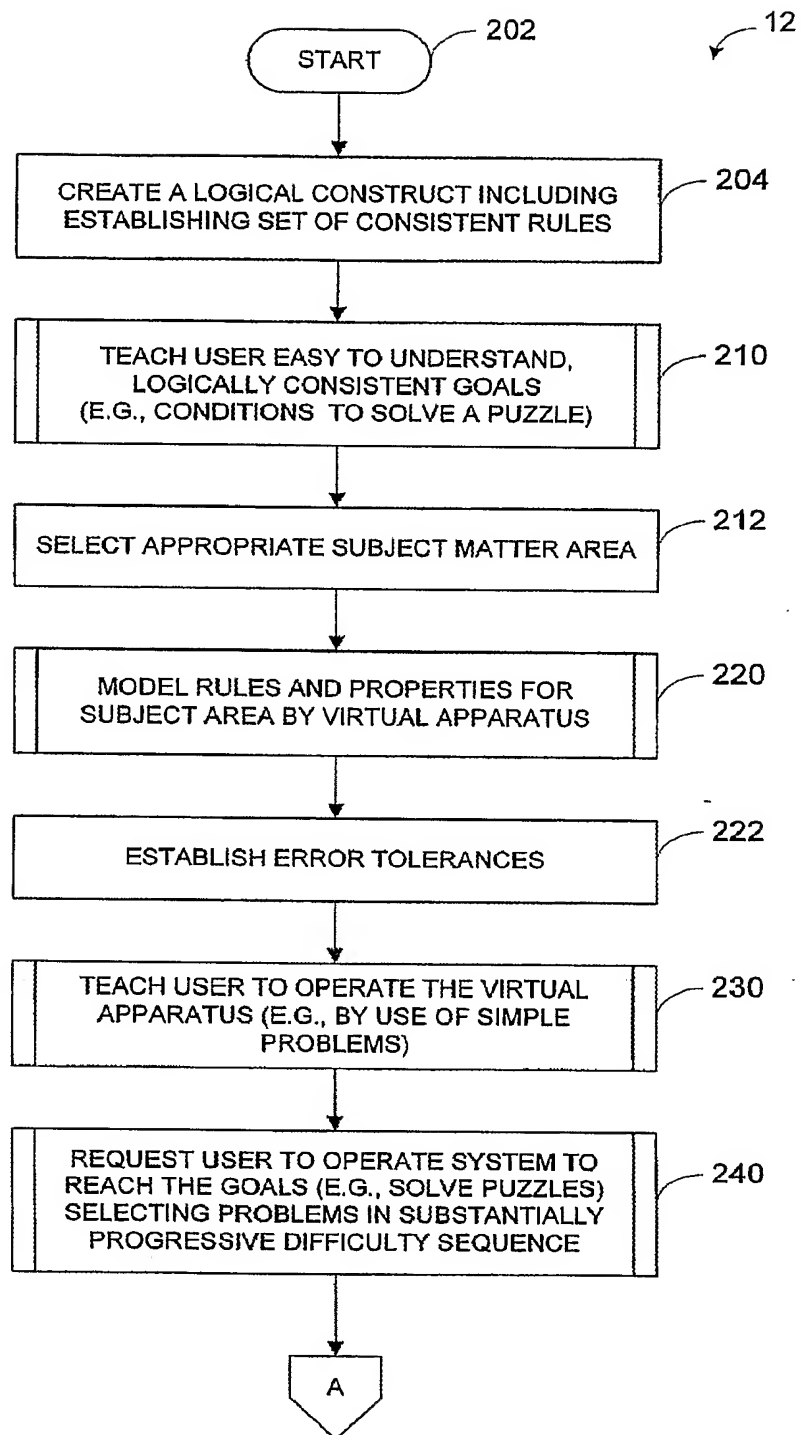 12
START
202
CREATE A LOGICAL CONSTRUCT INCLUDING
ESTABLISHING SET OF CONSISTENT RULES
204
TEACH USER EASY TO UNDERSTAND,
LOGICALLY CONSISTENT GOALS
(E.G., CONDITIONS TO SOLVE A PUZZLE)
210
SELECT APPROPRIATE SUBJECT MATTER AREA
212
MODEL RULES AND PROPERTIES FOR
SUBJECT AREA BY VIRTUAL APPARATUS
220
ESTABLISH ERROR TOLERANCES
222
TEACH USER TO OPERATE THE VIRTUAL
APPARATUS (E.G., BY USE OF SIMPLE
PROBLEMS)
230
REQUEST USER TO OPERATE SYSTEM TO
REACH THE GOALS (E.G., SOLVE PUZZLES)
SELECTING PROBLEMS IN SUBSTANTIALLY
PROGRESSIVE DIFFICULTY SEQUENCE
240
A